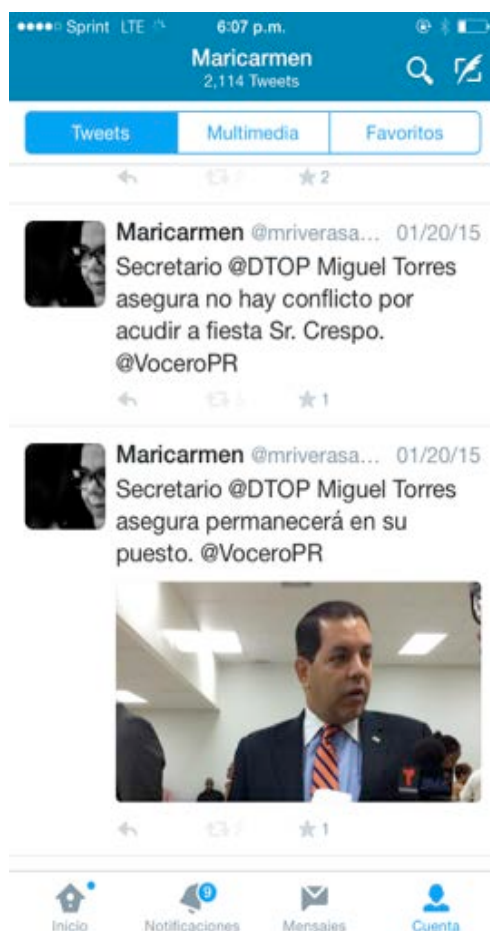 Sprint LTE 6:07 p.m.
Maricarmen
2,114 Tweets
Tweets Multimedia Favoritos
2
Maricarmen @mriverasa... 01/20/15
Secretario @DTOP Miguel Torres
asegura no hay conflicto por
acudir a fiesta Sr. Crespo.
@VoceroPR
1
Maricarmen @mriverasa... 01/20/15
Secretario @DTOP Miguel Torres
asegura permanecerá en su
puesto. @VoceroPR
T
1
9
Inicio Notificaciones Mensajes Cuenta